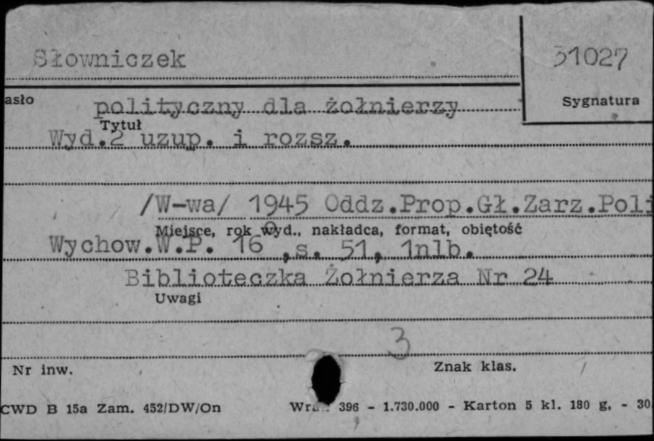 Słowniczek
31027
asło
polityczny dla żołnierzy
Sygnatura
Tytuł
Wyd.2 uzup. i rozsz.
/W-wa/ 1945 Oddz.Prop.Gł.Zarz.Poli
Miejsce, rok wyd., nakładca, format, objętość
Wychow.W.P. 16°,s. 51, 1nlb.
Biblioteczka Żołnierza Nr 24
Uwagi
3
Nr inw.
Znak klas.
CWD B 15a Zam. 452/DW/On
396 - 1.730.000 - Karton 5 kl. 180 g. - 30.